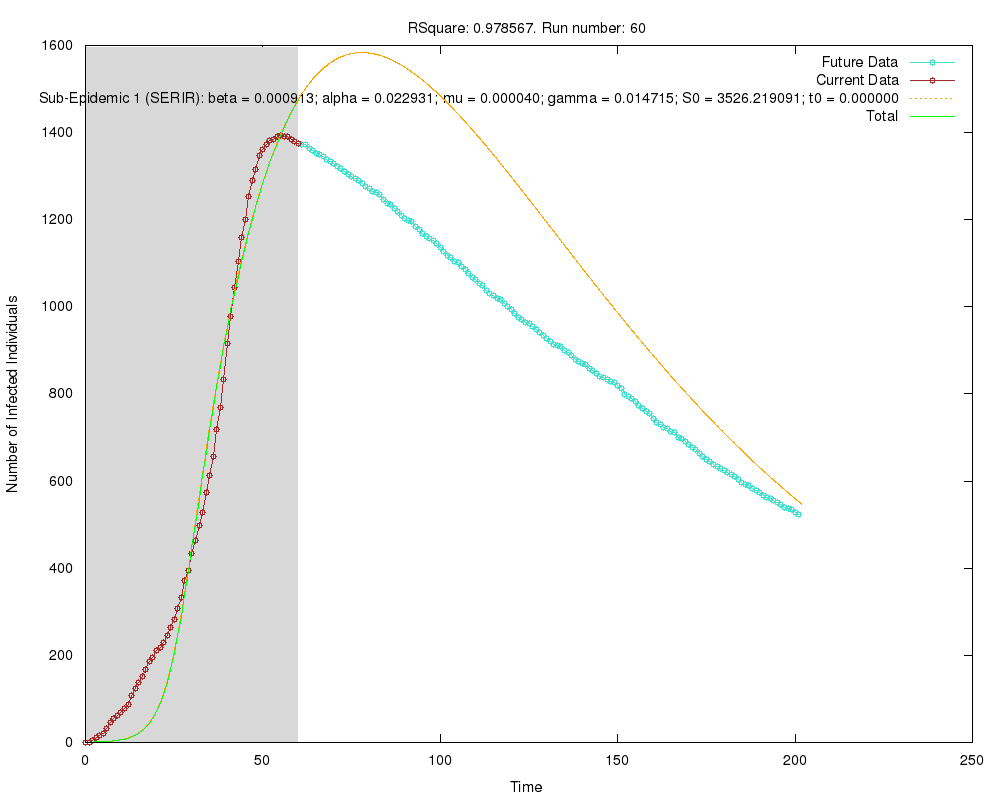 RSquare: 0.978567. Run number: 60
1600
1400
1200
1000
800
600
400
200
0
Number of Infected Individuals
Future Data
Current Data
Sub-Epidemic 1 (SERIR): beta = 0.000913; alpha = 0.022931; mu = 0.000040; gamma = 0.014715; S0 = 3526.219091; t0 = 0.000000
Total
0
50
100
150
200
250
Time